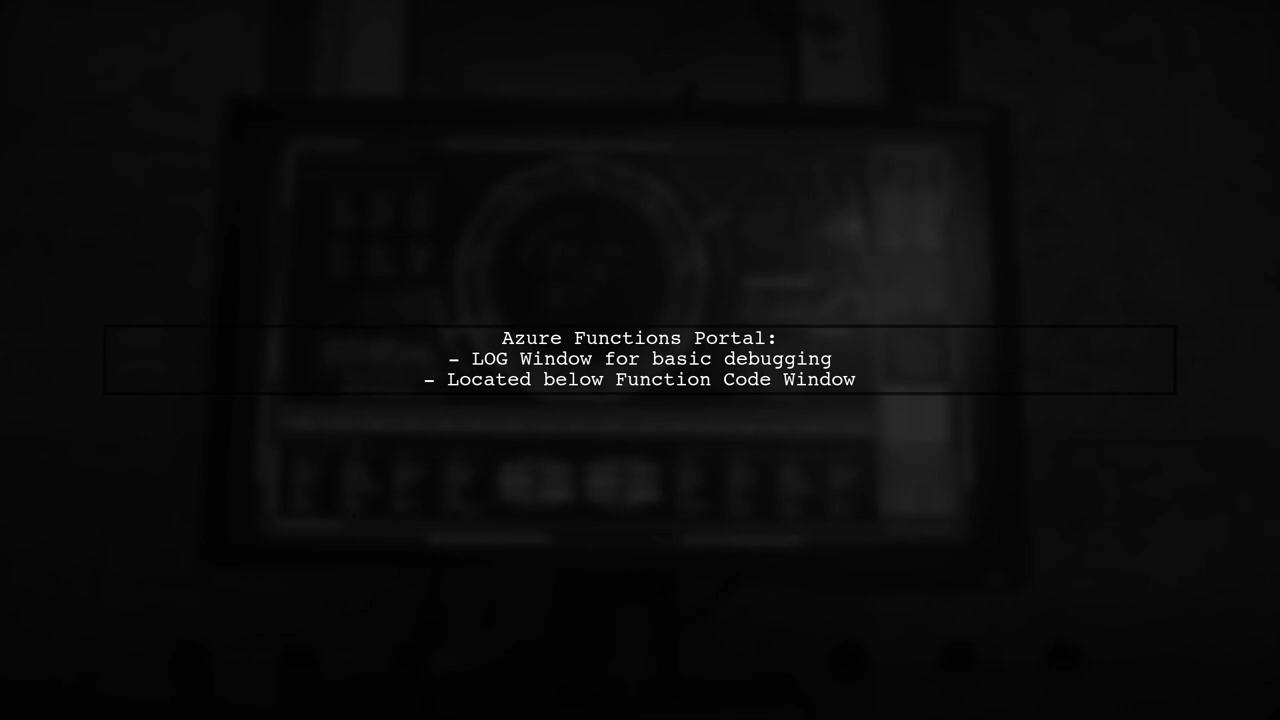 Azure Functions Portal:
- LOG Window for basic debugging
- Located below Function Code Window